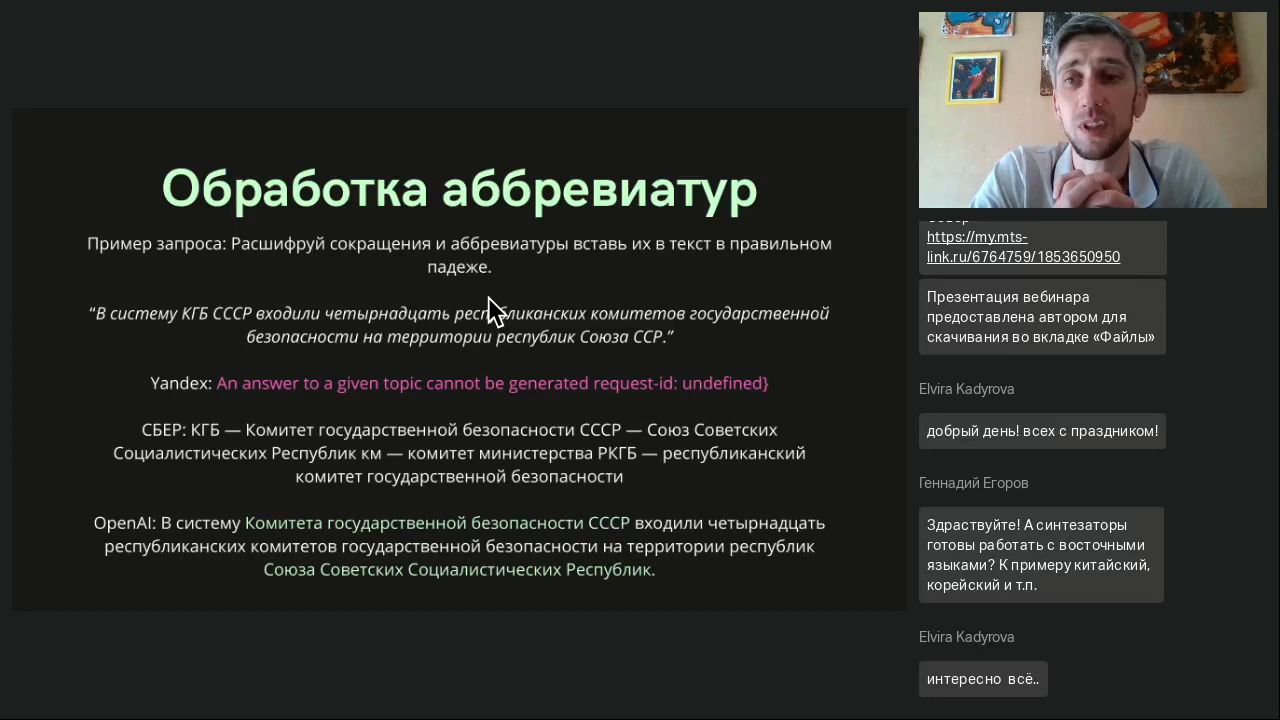 Обработка аббревиатур
Пример запроса: Расшифруй сокращения и аббревиатуры вставь их в текст в правильном
падеже.
“В систему КГБ СССР входили четырнадцать республиканских комитетов государственной
безопасности на территории республик Союза ССР.”
Yandex: An answer to a given topic cannot be generated request-id: undefined}
СБЕР: КГБ — Комитет государственной безопасности СССР — Союз Советских
Социалистических Республик км — комитет министерства РКГБ — республиканский
комитет государственной безопасности
OpenAI: В систему Комитета государственной безопасности СССР входили четырнадцать
республиканских комитетов государственной безопасности на территории республик
Союза Советских Социалистических Республик.
https://my.mts-
link.ru/6764759/1853650950
Презентация вебинара
предоставлена автором для
скачивания во вкладке «Файлы»
Elvira Kadyrova
добрый день! всех с праздником!
Геннадий Егоров
Здраствуйте! А синтезаторы
готовы работать с восточными
языками? К примеру китайский,
корейский и т.п.
Elvira Kadyrova
интересно всё..